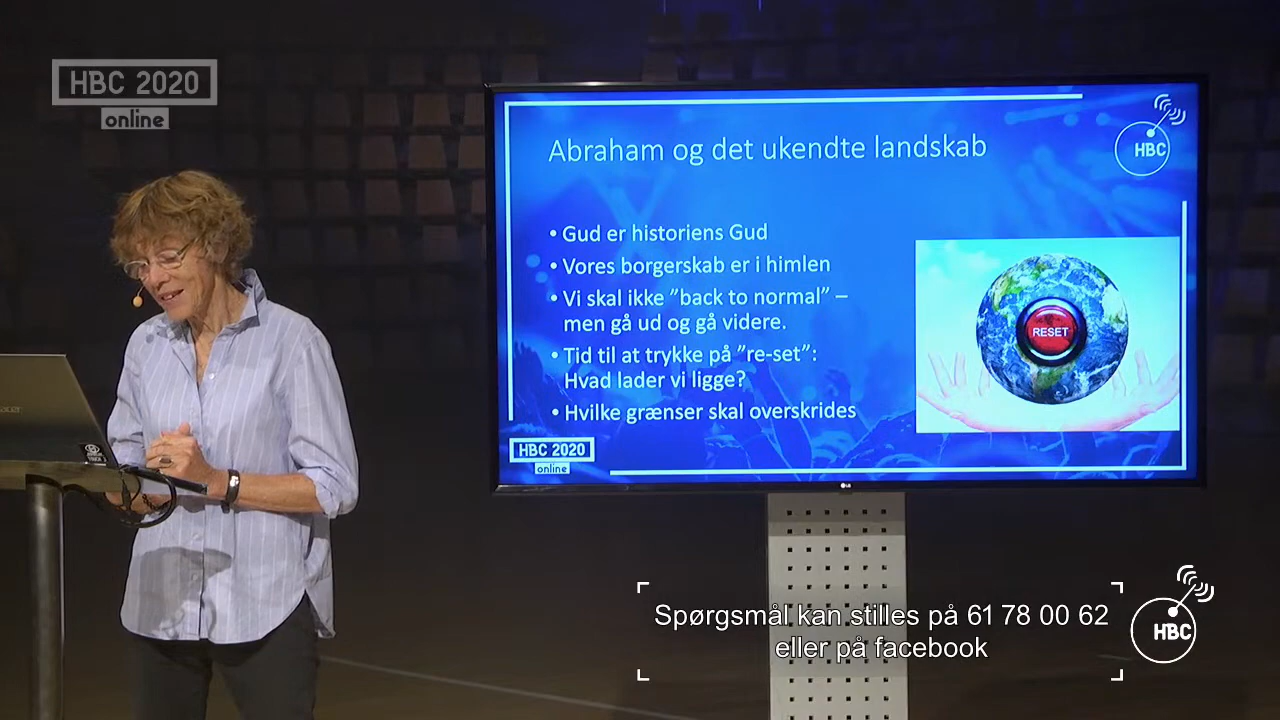 HBC 2020
online
Abraham og det ukendte landskab
HBC
• Gud er historiens Gud
• Vores borgerskab er i himlen
• Vi skal ikke ”back to normal” –
men gå ud og gå videre.
• Tid til at trykke på ”re-set”:
Hvad lader vi ligge?
• Hvilke grænser skal overskrides
RESET
HBC 2020
online
LG
Spørgsmål kan stilles på 61 78 00 62
eller på facebook
HBC